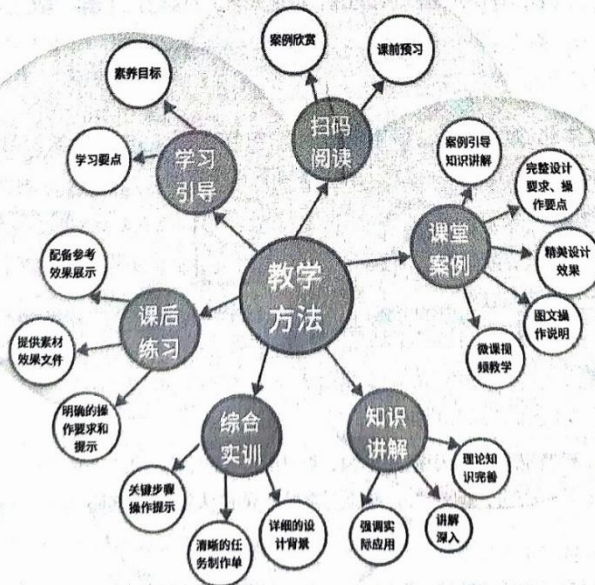 案例欣赏
课前预习
扫码
阅读
素养目标
学习要点
学习
引导
案例引导
知识讲解
完整设计
要求、操
作要点
精美设计
效果
图文操
作说明
微课视
频教学
课堂
案例
教学
方法
配备参考
效果展示
提供素材
效果文件
明确的操
作要求和
提示
课后
练习
综合
实训
关键步骤
操作提示
清晰的任
务制作单
详细的设
计背景
知识
讲解
强调实
际应用
讲解
深入
理论知
识完善